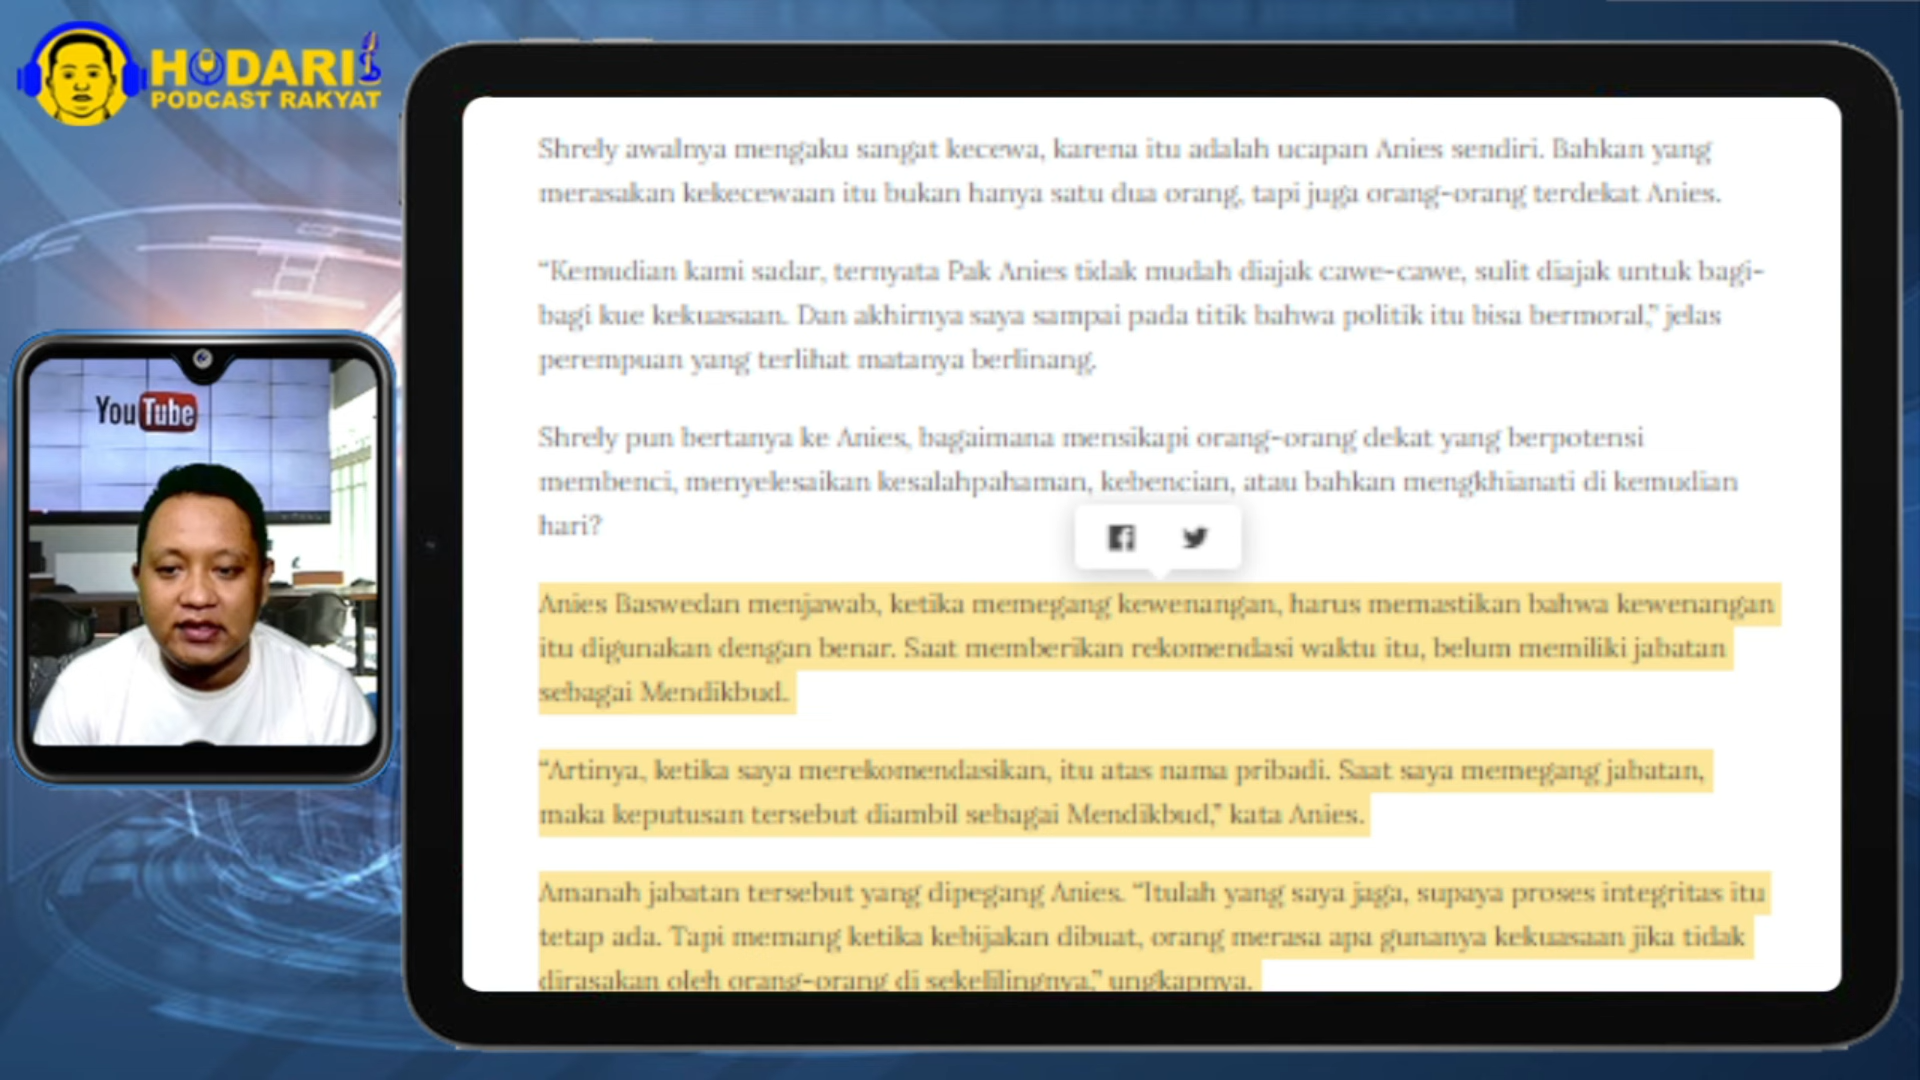 HODARI
PODCAST RAKYAT
YouTube
Shrely awalnya mengaku sangat kecewa, karena itu adalah ucapan Anies sendiri. Bahkan yang
merasakan kekecewaan itu bukan hanya satu dua orang, tapi juga orang-orang terdekat Anies.
“Kemudian kami sadar, ternyata Pak Anies tidak mudah diajak cawe-cawe, sulit diajak untuk bagi-
bagi kue kekuasaan. Dan akhirnya saya sampai pada titik bahwa politik itu bisa bermoral,” jelas
perempuan yang terlihat matanya berlinang.
Shrely pun bertanya ke Anies, bagaimana mensikapi orang-orang dekat yang berpotensi
membenci, menyelesaikan kesalahpahaman, kebencian, atau bahkan mengkhianati di kemudian
hari?
Anies Baswedan menjawab, ketika memegang kewenangan, harus memastikan bahwa kewenangan
itu digunakan dengan benar. Saat memberikan rekomendasi waktu itu, belum memiliki jabatan
sebagai Mendikbud.
“Artinya, ketika saya merekomendasikan, itu atas nama pribadi. Saat saya memegang jabatan,
maka keputusan tersebut diambil sebagai Mendikbud,” kata Anies.
Amanah jabatan tersebut yang dipegang Anies. “Itulah yang saya jaga, supaya proses integritas itu
tetap ada. Tapi memang ketika kebijakan dibuat, orang merasa apa gunanya kekuasaan jika tidak
dirasakan oleh orang-orang di sekelilingnya,” ungkapnya.